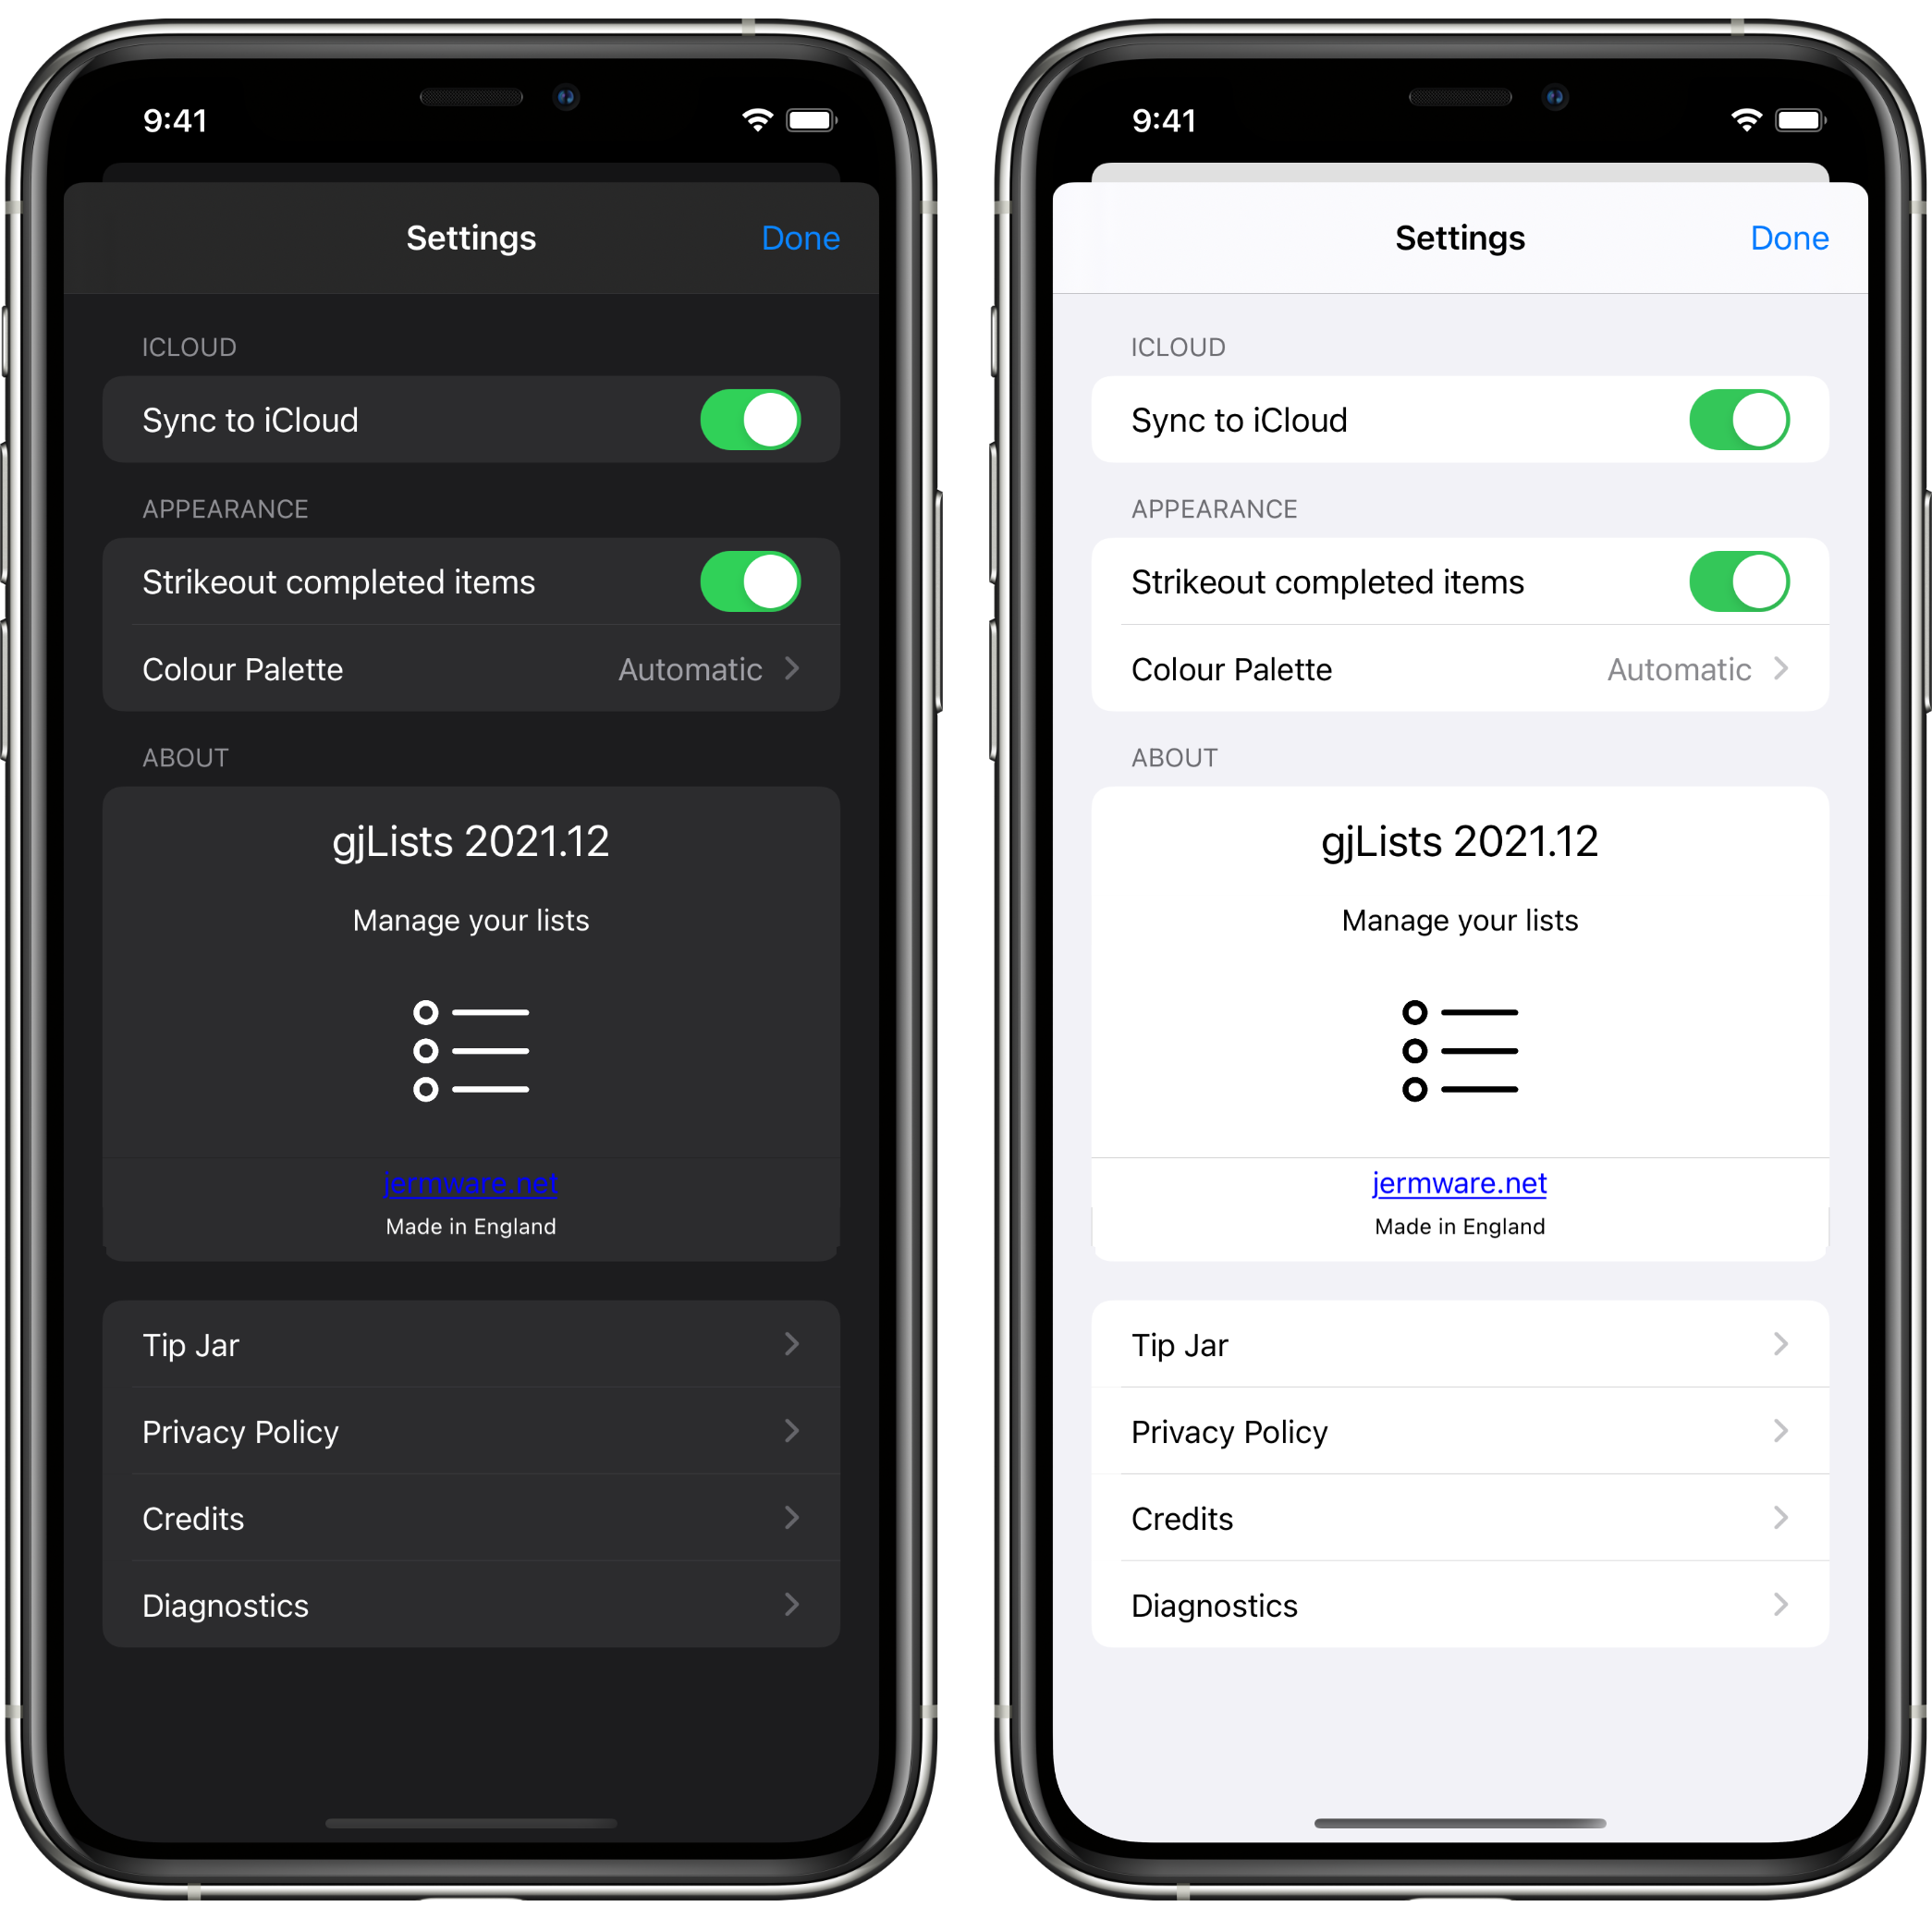 9:41
Settings
Done
ICLOUD
Sync to iCloud
APPEARANCE
Strikeout completed items
Colour Palette
Automatic
ABOUT
gjLists 2021.12
Manage your lists
jermware.net
Made in England
Tip Jar
Privacy Policy
Credits
Diagnostics
9:41
Settings
Done
ICLOUD
Sync to iCloud
APPEARANCE
Strikeout completed items
Colour Palette
Automatic
ABOUT
gjLists 2021.12
Manage your lists
jermware.net
Made in England
Tip Jar
Privacy Policy
Credits
Diagnostics